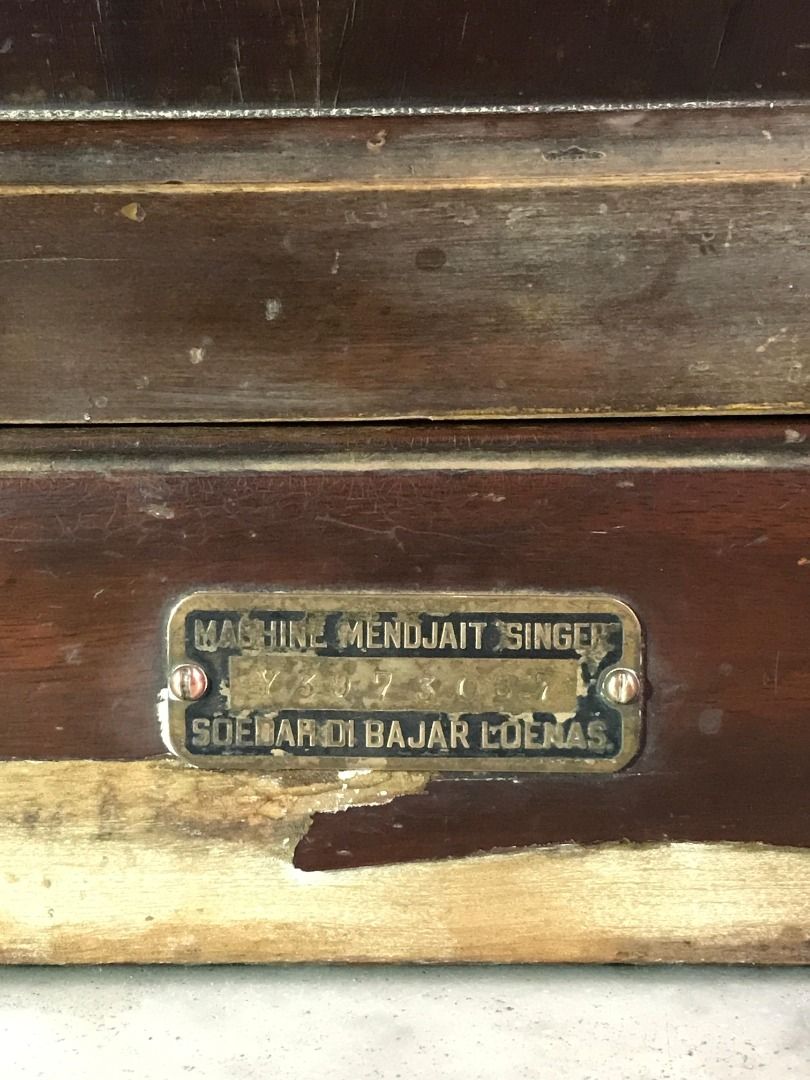 MACHINE MENDJAIT SINGER
SOEDAH DI BAJAR LOENAS